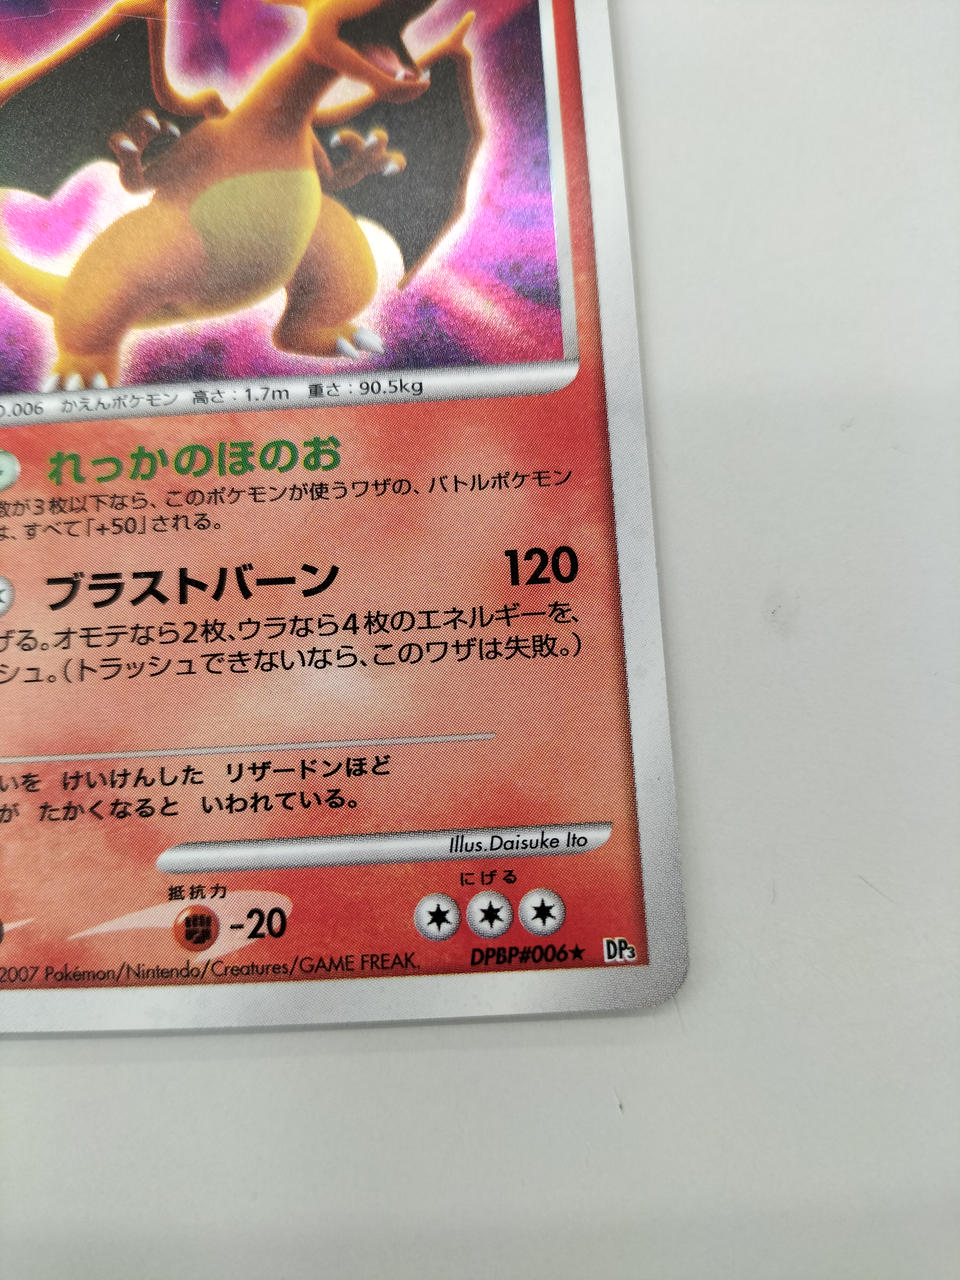 .006 かえんポケモン 高さ：1.7m 重さ：90.5kg
れっかのほのお
数が3枚以下なら、このポケモンが使うワザの、バトルポケモン
は、すべて「+50」される。
ブラストバーン 120
げる。オモテなら2枚、ウラなら4枚のエネルギーを、
シュ。（トラッシュできないなら、このワザは失敗。）
いを けいけんした リザードンほど
が たかくなると いわれている。
Illus.Daisuke Ito
抵抗力 にげる
-20
2007 Pokémon/Nintendo/Creatures/GAME FREAK. DPBP#006★ DP3